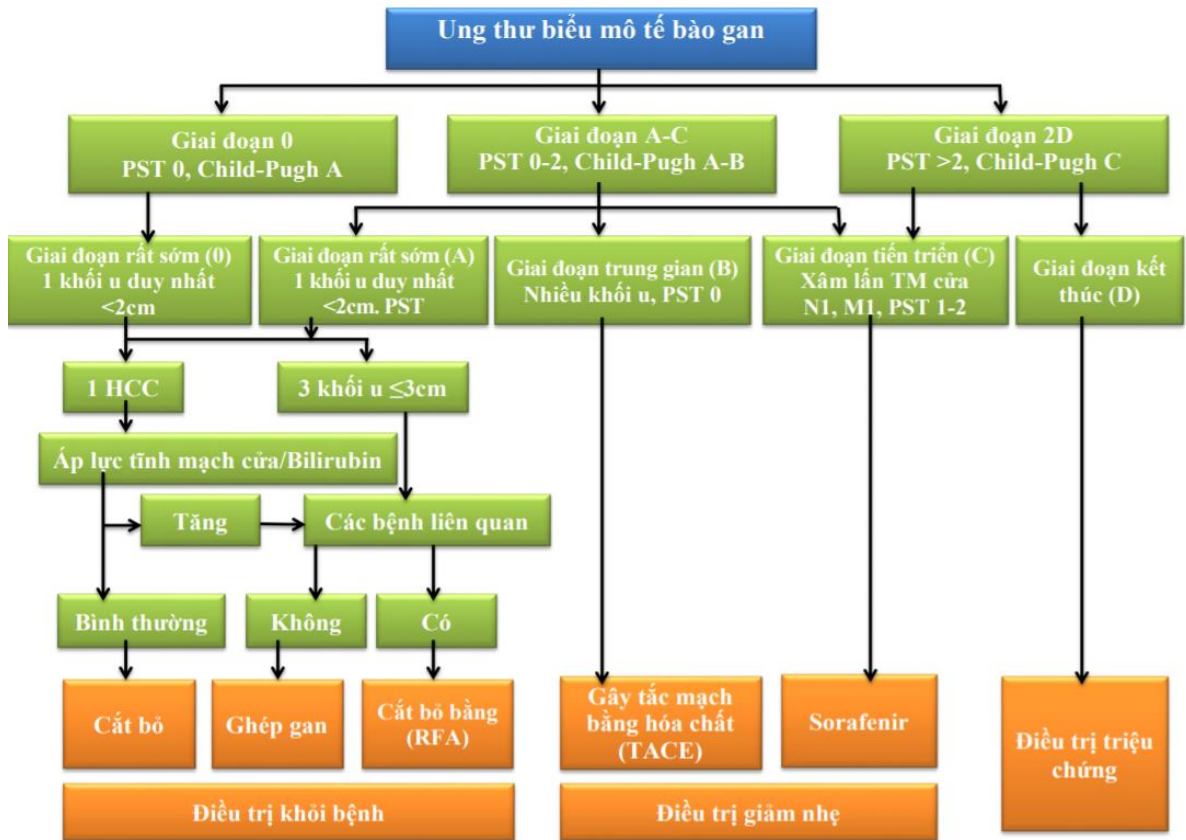 Ung thư biểu mô tế bào gan
Giai đoạn 0
PST 0, Child-Pugh A
Giai đoạn A-C
PST 0-2, Child-Pugh A-B
Giai đoạn 2D
PST >2, Child-Pugh C
Giai đoạn rất sớm (0)
1 khối u duy nhất
<2cm
Giai đoạn rất sớm (A)
1 khối u duy nhất
<2cm. PST
Giai đoạn trung gian (B)
Nhiều khối u, PST 0
Giai đoạn tiến triển (C)
Xâm lấn TM cửa
N1, M1, PST 1-2
Giai đoạn kết
thúc (D)
1 HCC
3 khối u ≤3cm
Áp lực tĩnh mạch cửa/Bilirubin
Tăng
Các bệnh liên quan
Bình thường
Không
Có
Cắt bỏ
Ghép gan
Cắt bỏ bằng
(RFA)
Gây tắc mạch
bằng hóa chất
(TACE)
Sorafenir
Điều trị triệu
chứng
Điều trị khỏi bệnh
Điều trị giảm nhẹ